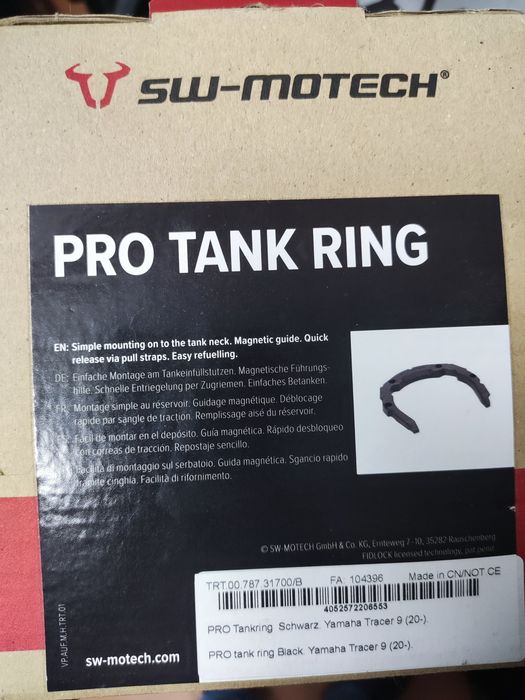 SW-MOTECH®
PRO TANK RING
EN: Simple mounting on to the tank neck. Magnetic guide. Quick
release via pull straps. Easy refuelling.
DE: Einfache Montage am Tankeinfüllstutzen. Magnetische Führungs-
hilfe. Schnelle Entriegelung per Zugriemen. Einfaches Betanken.
FR: Montage simple au réservoir. Guidage magnétique. Déblocage
rapide par sangle de traction. Remplissage aisé du réservoir.
Fácil de montar en el depósito. Guía magnética. Rápido desbloqueo
con correas de tracción. Repostaje sencillo.
Facilità di montaggio sul serbatoio. Guida magnetica. Sgancio rapido
tramite cinghia. Facilità di rifornimento.
© SW-MOTECH GmbH & Co. KG, Ernteweg 7-10, 35282 Rauschenberg
FIDLOCK licensed technology, pat. pend.
TRT.00.787.31700/B FA: 104396 Made in CN/NOT CE
4052572206553
PRO Tankring Schwarz. Yamaha Tracer 9 (20-).
PRO tank ring Black. Yamaha Tracer 9 (20-).
sw-motech.com
VP.AUF.M.H.TRT.01